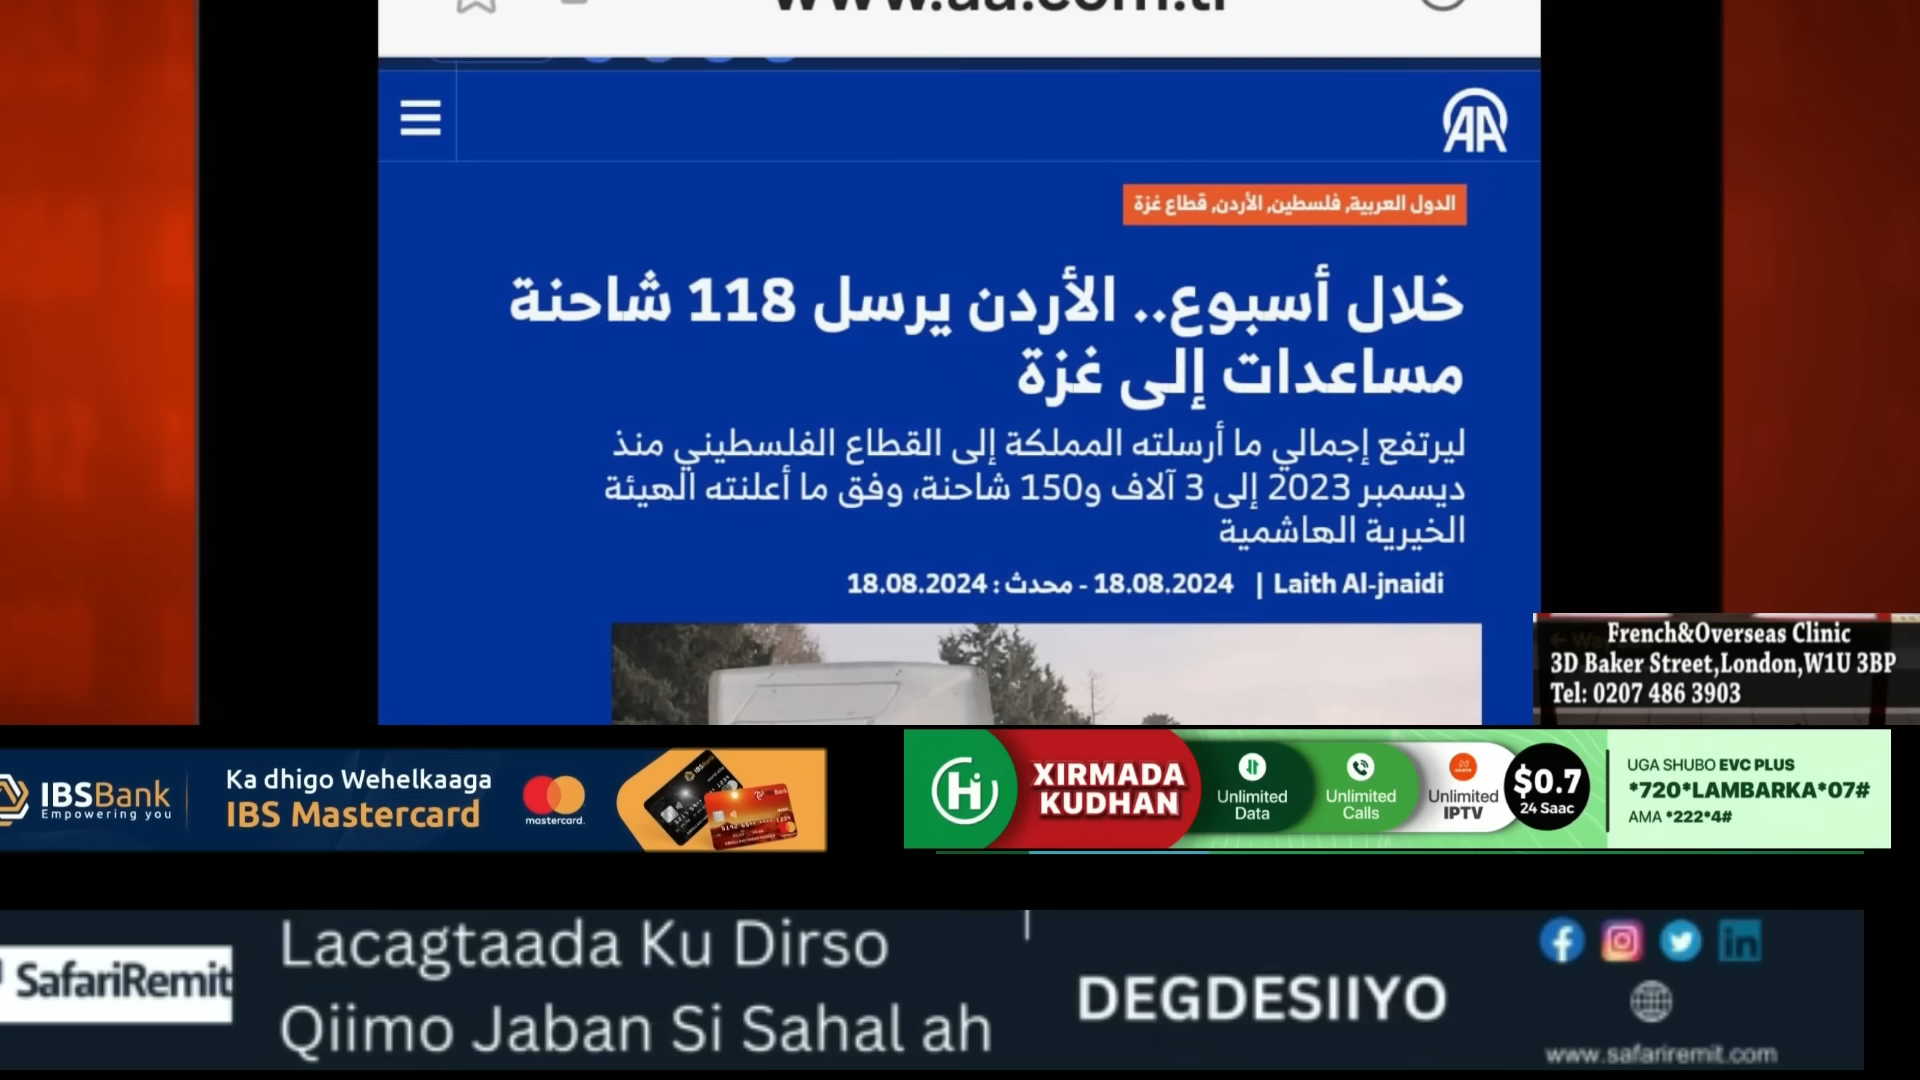 www.aa.com.tr
AA
الدول العربية, فلسطين, الأردن, قطاع غزة
خلال أسبوع.. الأردن يرسل 118 شاحنة
مساعدات إلى غزة
ليرتفع إجمالي ما أرسلته المملكة إلى القطاع الفلسطيني منذ
ديسمبر 2023 إلى 3 آلاف و150 شاحنة، وفق ما أعلنته الهيئة
الخيرية الهاشمية
Laith Al-jnaidi | 18.08.2024 - محدث : 18.08.2024
French&Overseas Clinic
3D Baker Street,London,W1U 3BP
Tel: 0207 486 3903
IBSBank
Empowering you
Ka dhigo Wehelkaaga
IBS Mastercard
mastercard.
H
XIRMADA
KUDHAN
Unlimited
Data
Unlimited
Calls
Unlimited
IPTV
$0.7
24 Saac
UGA SHUBO EVC PLUS
*720*LAMBARKA*07#
AMA *222*4#
SafariRemit
Lacagtaada Ku Dirso
Qiimo Jaban Si Sahal ah
DEGDESIIYO
www.safariremit.com